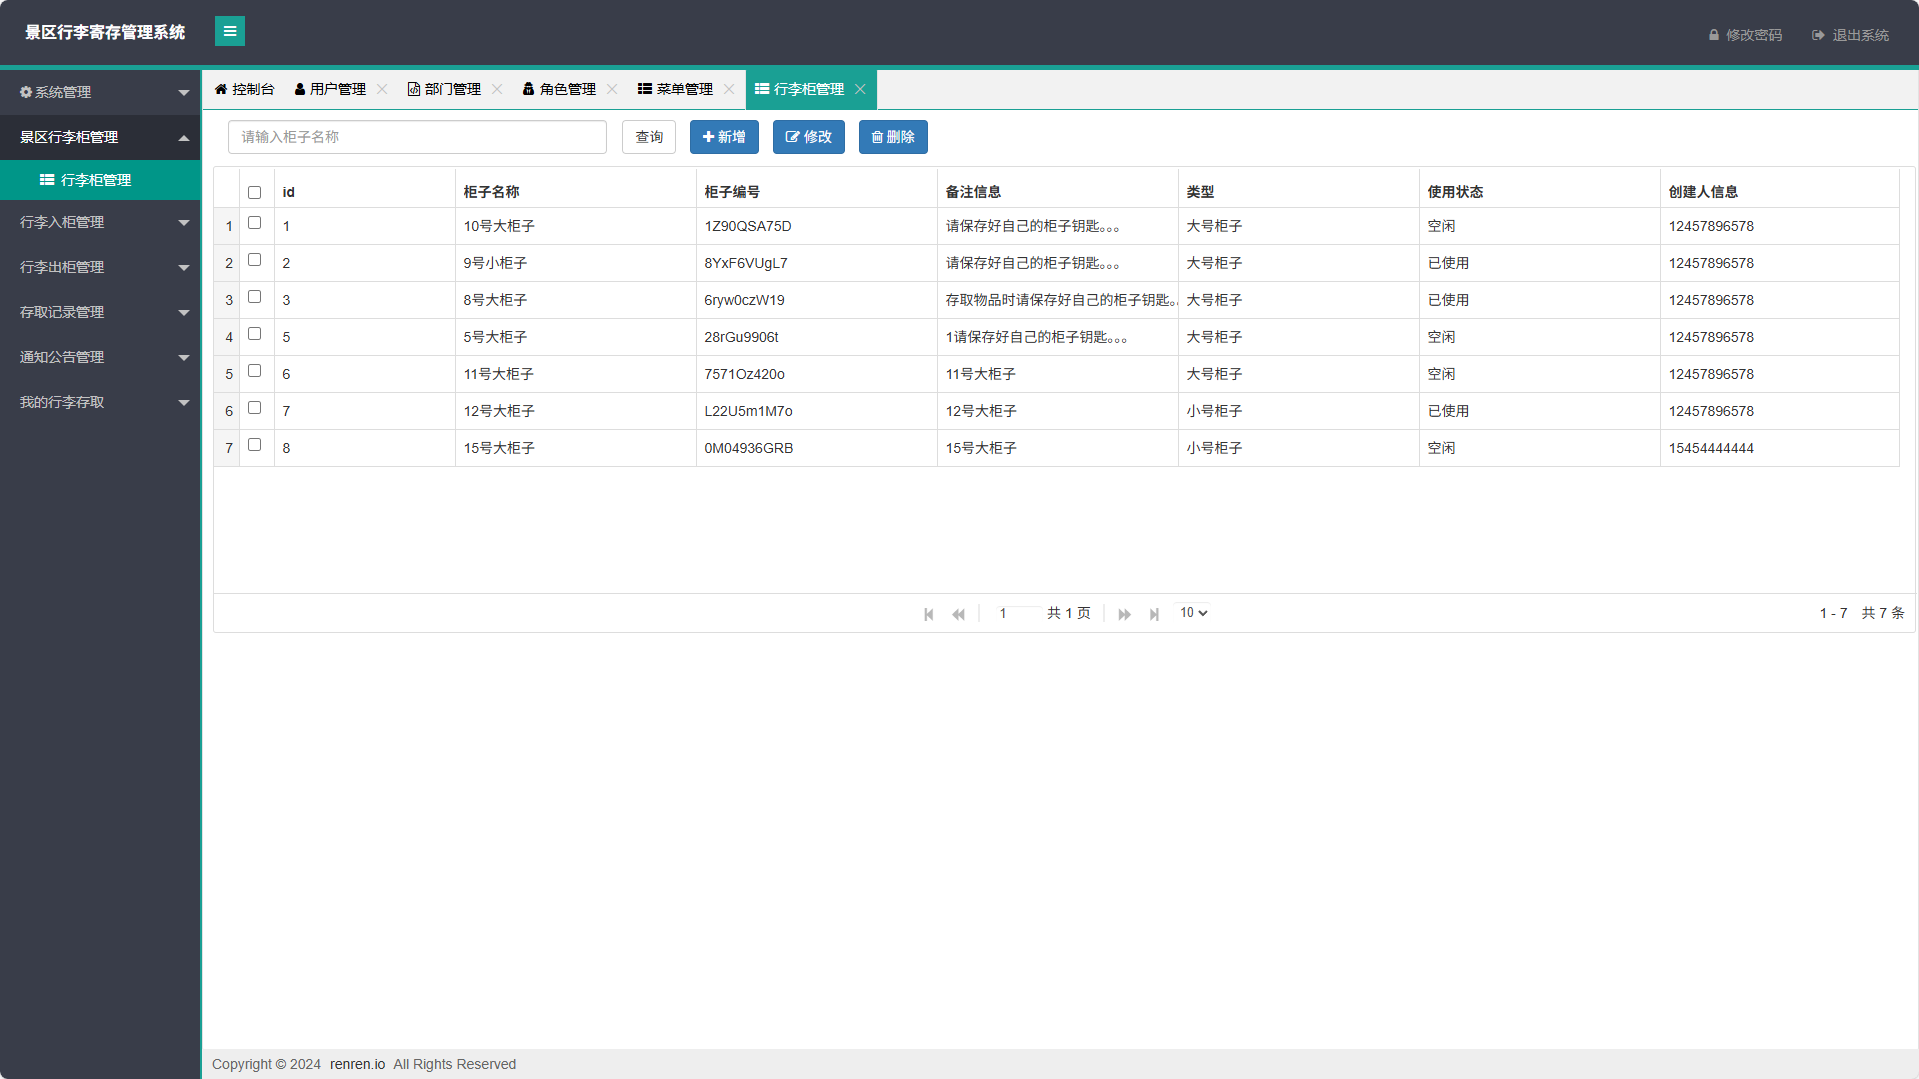 景区行李寄存管理系统
修改密码 退出系统
系统管理
景区行李柜管理
行李柜管理
行李入柜管理
行李出柜管理
存取记录管理
通知公告管理
我的行李存取
控制台 用户管理 部门管理 角色管理 菜单管理 行李柜管理
请输入柜子名称 查询 新增 修改 删除
id 柜子名称 柜子编号 备注信息 类型 使用状态 创建人信息
1 1 10号大柜子 1Z90QSA75D 请保存好自己的柜子钥匙。。。 大号柜子 空闲 12457896578
2 2 9号小柜子 8YxF6VUgL7 请保存好自己的柜子钥匙。。。 大号柜子 已使用 12457896578
3 3 8号大柜子 6ryw0czW19 存取物品时请保存好自己的柜子钥匙。 大号柜子 已使用 12457896578
4 5 5号大柜子 28rGu9906t 1请保存好自己的柜子钥匙。。。 大号柜子 空闲 12457896578
5 6 11号大柜子 7571Oz420o 11号大柜子 大号柜子 空闲 12457896578
6 7 12号大柜子 L22U5m1M7o 12号大柜子 小号柜子 已使用 12457896578
7 8 15号大柜子 0M04936GRB 15号大柜子 小号柜子 空闲 15454444444
1 共 1 页 10 1 - 7 共 7 条
Copyright © 2024 renren.io All Rights Reserved